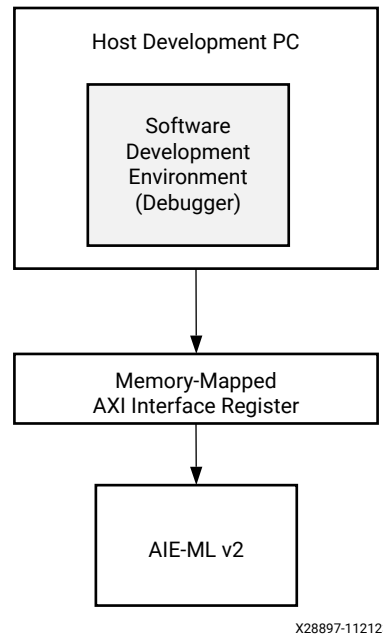 Host Development PC
Software
Development
Environment
(Debugger)
Memory-Mapped
AXI Interface Register
AIE-ML v2
X28897-11212